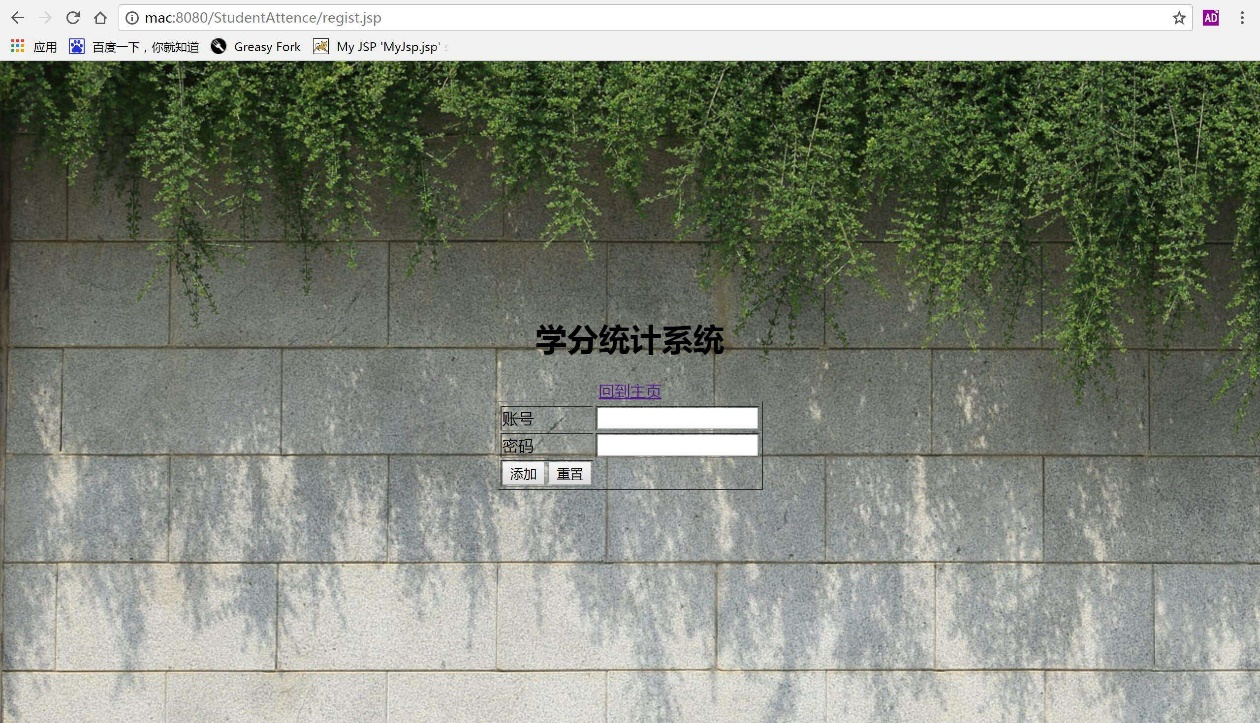 mac:8080/StudentAttence/regist.jsp
AD
应用 百度一下，你就知道 Greasy Fork My JSP 'MyJsp.jsp'
学分统计系统
回到主页
账号
密码
添加 重置